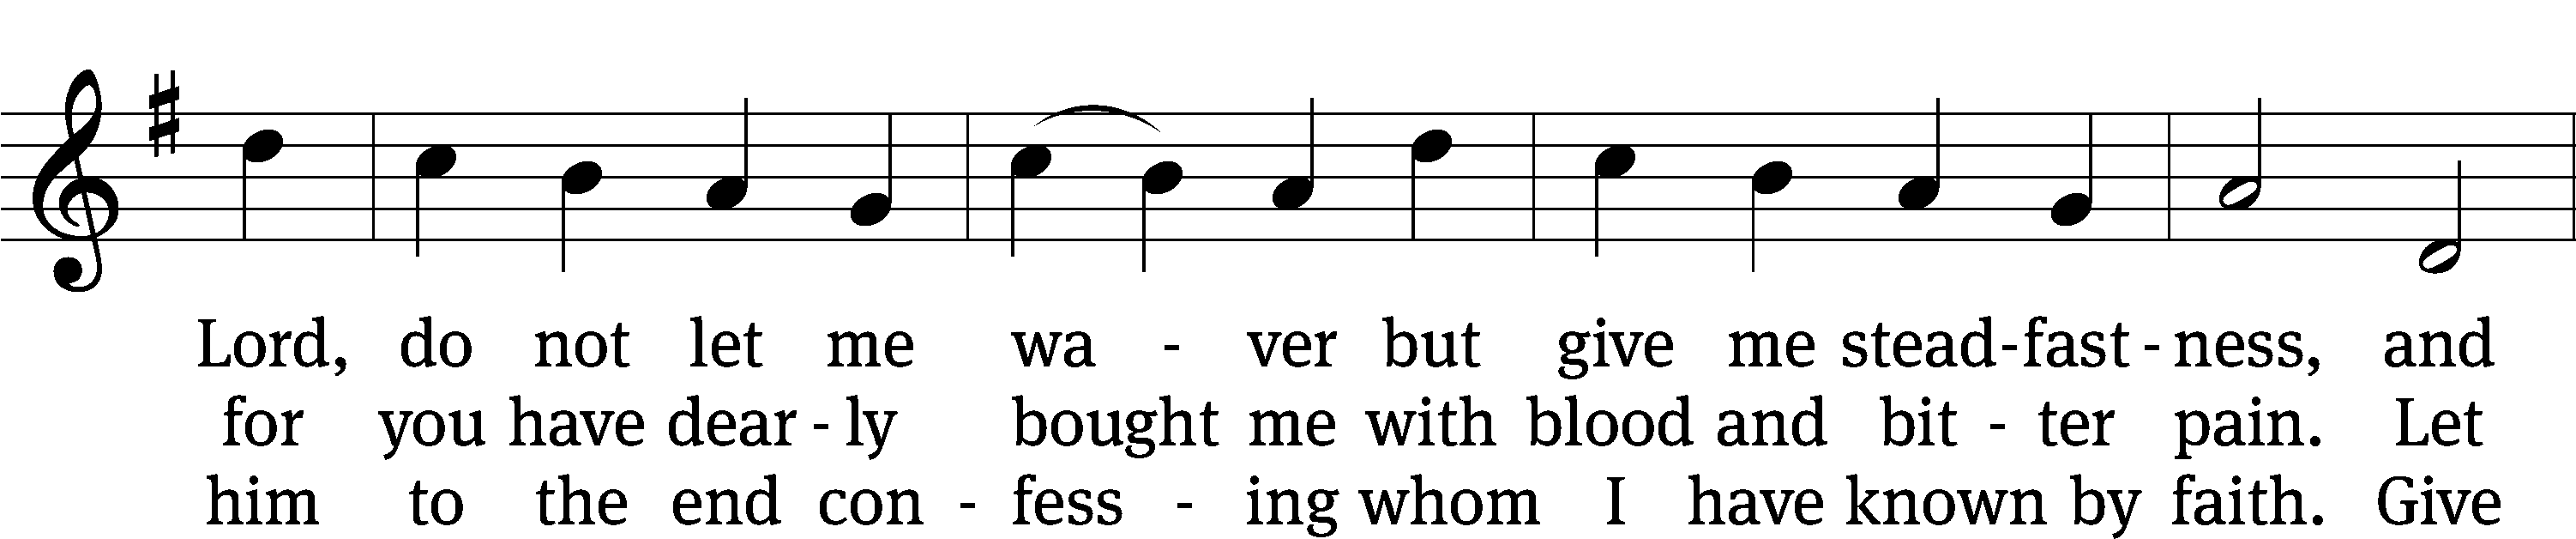 Lord, do not let me wa - ver but give me stead-fast-ness, and
for you have dear-ly bought me with blood and bit - ter pain. Let
him to the end con - fess - ing whom I have known by faith. Give